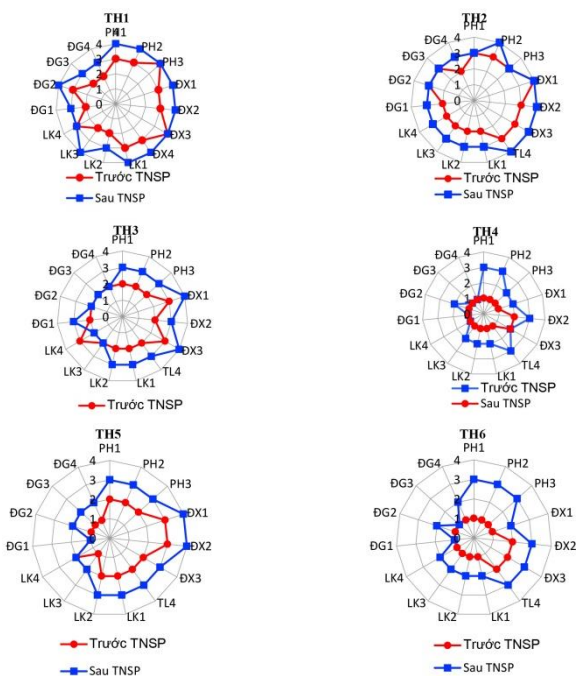 TH1
4 PH1
3
2
1
0
PH2
PH3
ĐX1
ĐX2
ĐX3
ĐX4
LK1
LK2
LK3
LK4
ĐG1
ĐG2
ĐG3
ĐG4
Trước TNSP
Sau TNSP
TH2
PH1
4
3
2
1
0
PH2
PH3
ĐX1
ĐX2
ĐX3
TL4
LK1
LK2
LK3
LK4
ĐG1
ĐG2
ĐG3
ĐG4
Trước TNSP
Sau TNSP
TH3
PH1
4
3
2
1
0
PH2
PH3
ĐX1
ĐX2
ĐX3
TL4
LK1
LK2
LK3
LK4
ĐG1
ĐG2
ĐG3
ĐG4
Trước TNSP
TH4
PH1
4
3
2
1
0
PH2
PH3
ĐX1
ĐX2
ĐX3
TL4
LK1
LK2
LK3
LK4
ĐG1
ĐG2
ĐG3
ĐG4
Trước TNSP
Sau TNSP
TH5
PH1
4
3
2
1
0
PH2
PH3
ĐX1
ĐX2
ĐX3
TL4
LK1
LK2
LK3
LK4
ĐG1
ĐG2
ĐG3
ĐG4
Trước TNSP
Sau TNSP
TH6
PH1
4
3
2
1
0
PH2
PH3
ĐX1
ĐX2
ĐX3
TL4
LK1
LK2
LK3
LK4
ĐG1
ĐG2
ĐG3
ĐG4
Trước TNSP
Sau TNSP